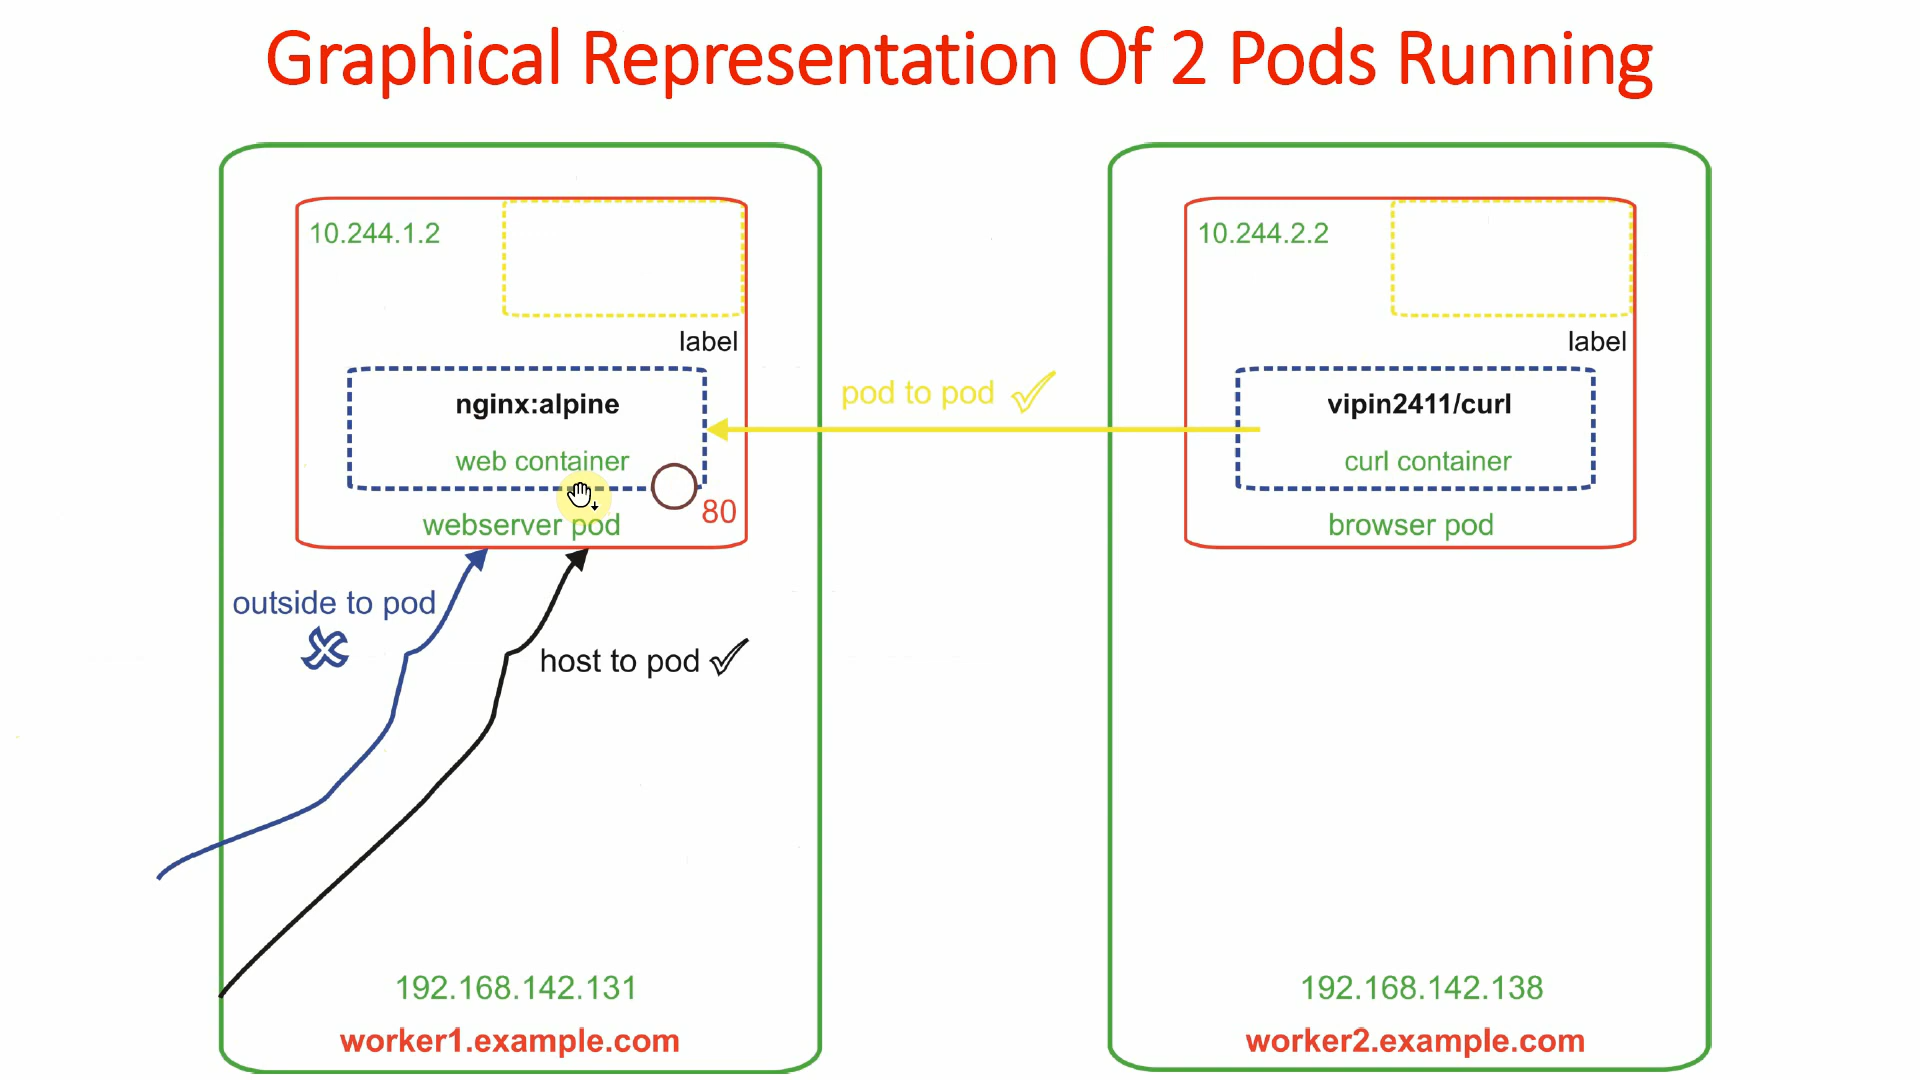 Graphical Representation Of 2 Pods Running
10.244.1.2
label
nginx:alpine
web container
80
webserver pod
outside to pod
host to pod
192.168.142.131
worker1.example.com
pod to pod
10.244.2.2
label
vipin2411/curl
curl container
browser pod
192.168.142.138
worker2.example.com